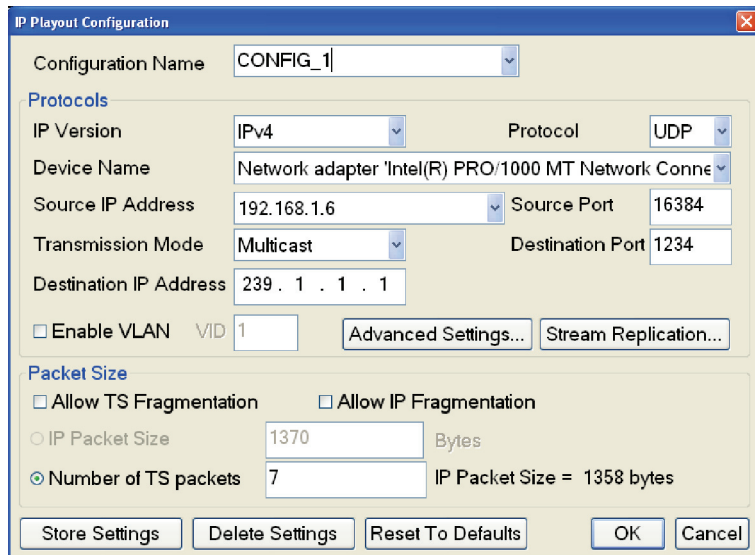 IP Playout Configuration
Configuration Name CONFIG_1
Protocols
IP Version IPv4 Protocol UDP
Device Name Network adapter 'Intel(R) PRO/1000 MT Network Conne
Source IP Address 192.168.1.6 Source Port 16384
Transmission Mode Multicast Destination Port 1234
Destination IP Address 239 . 1 . 1 . 1
Enable VLAN VID 1 Advanced Settings... Stream Replication...
Packet Size
Allow TS Fragmentation Allow IP Fragmentation
IP Packet Size 1370 Bytes
Number of TS packets 7 IP Packet Size = 1358 bytes
Store Settings Delete Settings Reset To Defaults OK Cancel